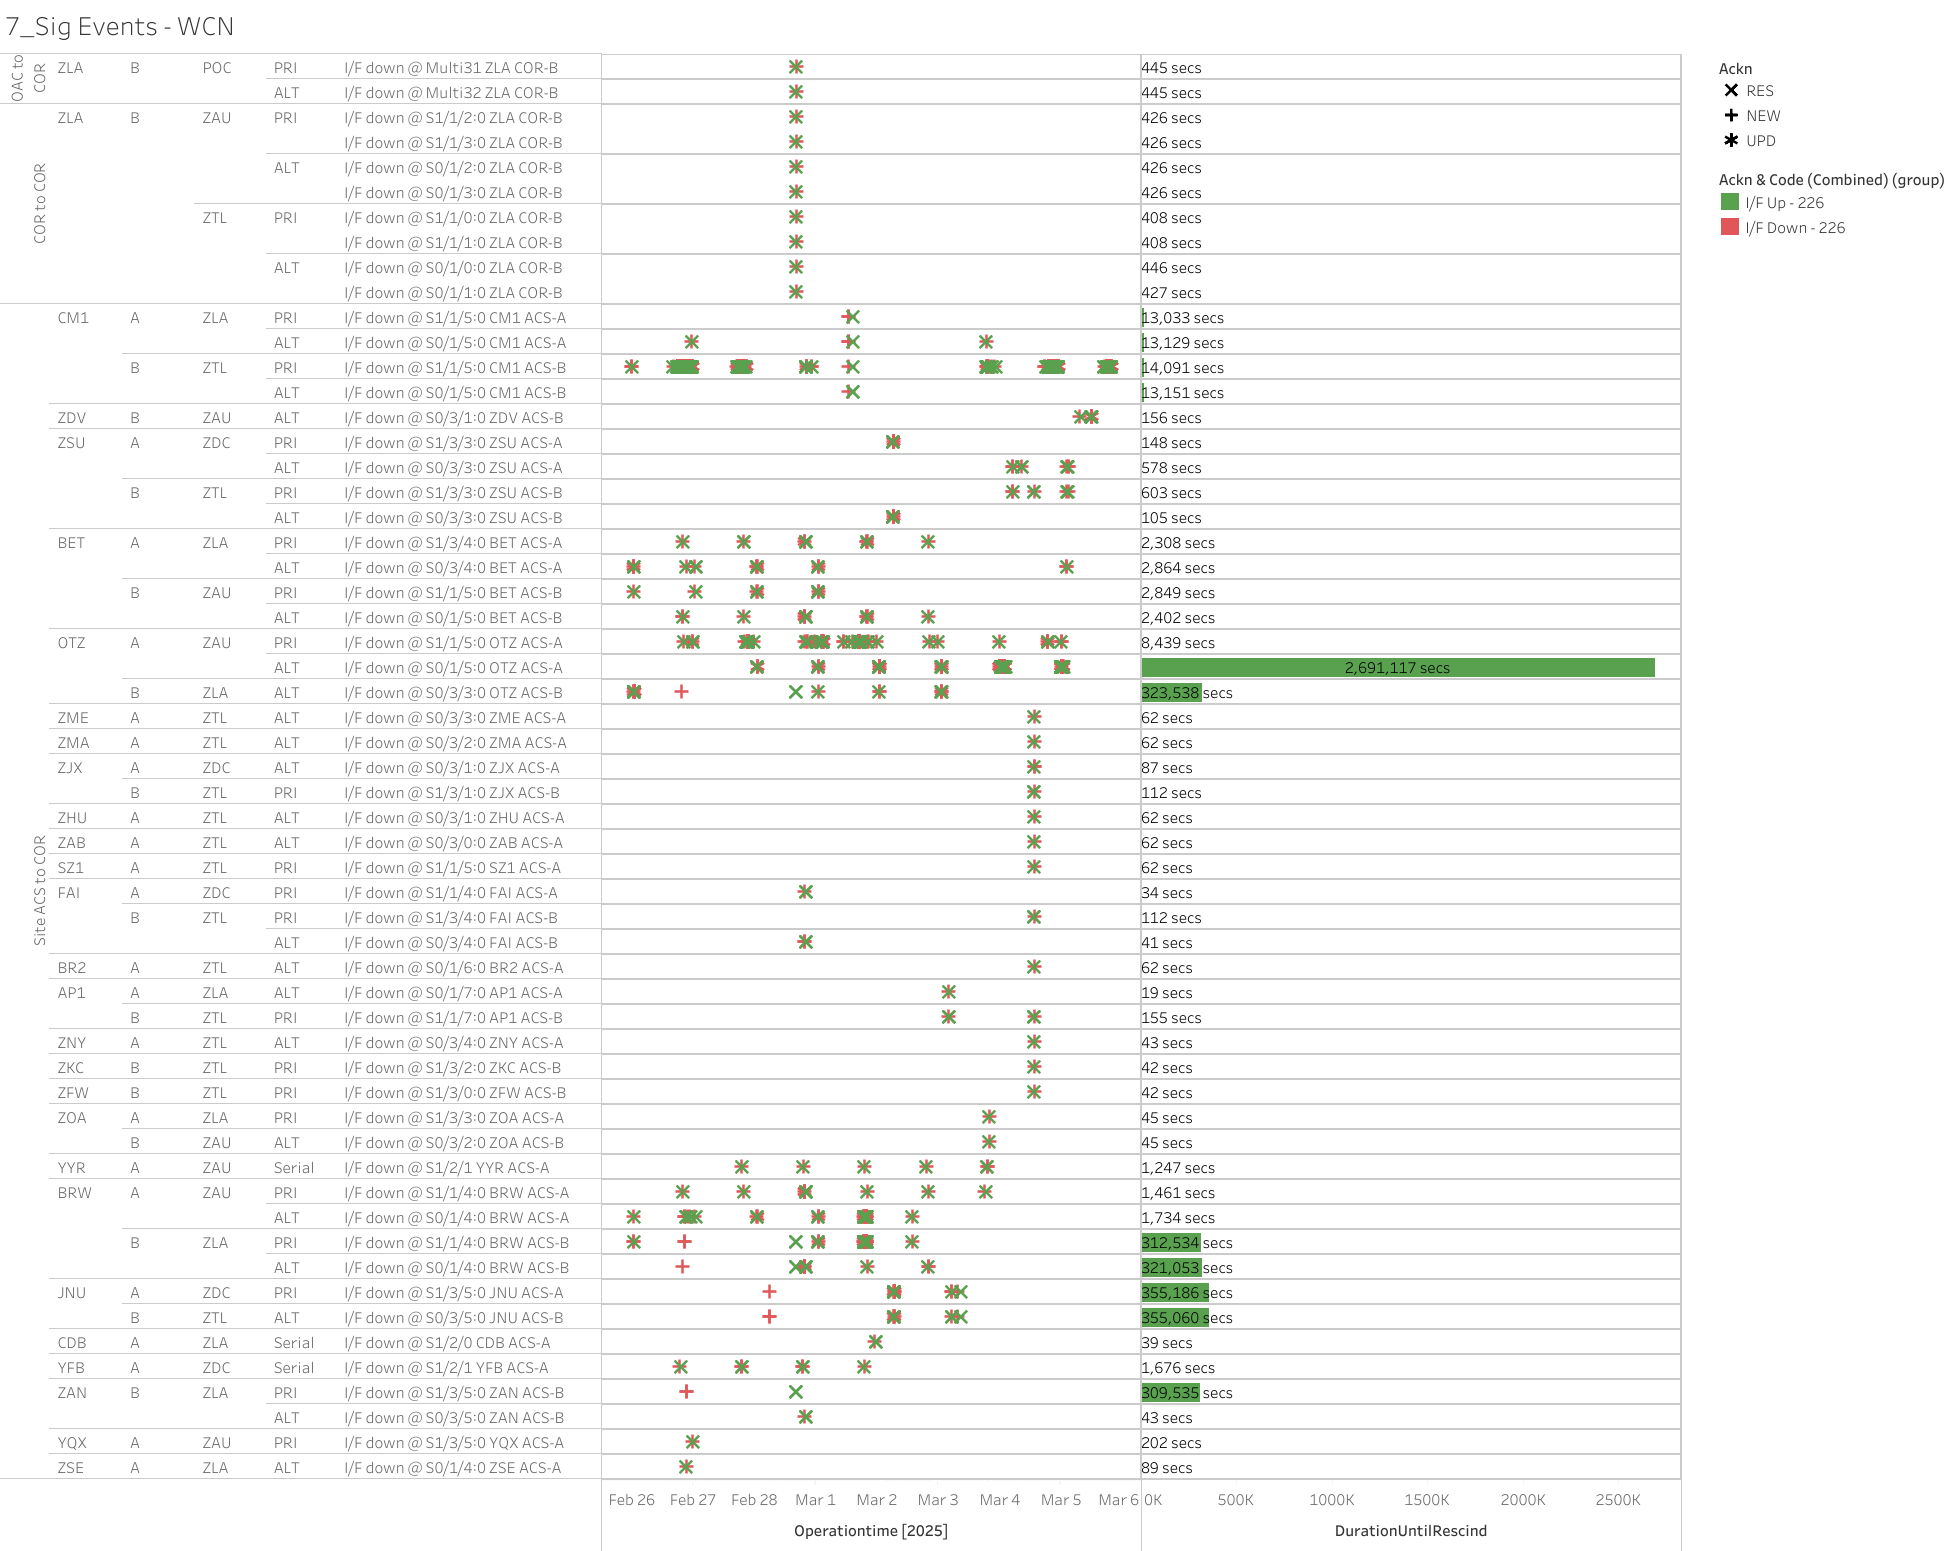 7_Sig Events - WCN
OAC to COR ZLA B POC PRI I/F down @ Multi31 ZLA COR-B 445 secs
ALT I/F down @ Multi32 ZLA COR-B 445 secs
COR to COR ZLA B ZAU PRI I/F down @ S1/1/2:0 ZLA COR-B 426 secs
I/F down @ S1/1/3:0 ZLA COR-B 426 secs
ALT I/F down @ S0/1/2:0 ZLA COR-B 426 secs
I/F down @ S0/1/3:0 ZLA COR-B 426 secs
ZTL PRI I/F down @ S1/1/0:0 ZLA COR-B 408 secs
I/F down @ S1/1/1:0 ZLA COR-B 408 secs
ALT I/F down @ S0/1/0:0 ZLA COR-B 446 secs
I/F down @ S0/1/1:0 ZLA COR-B 427 secs
Site ACS to COR CM1 A ZLA PRI I/F down @ S1/1/5:0 CM1 ACS-A 13,033 secs
ALT I/F down @ S0/1/5:0 CM1 ACS-A 13,129 secs
B ZTL PRI I/F down @ S1/1/5:0 CM1 ACS-B 14,091 secs
ALT I/F down @ S0/1/5:0 CM1 ACS-B 13,151 secs
ZDV B ZAU ALT I/F down @ S0/3/1:0 ZDV ACS-B 156 secs
ZSU A ZDC PRI I/F down @ S1/3/3:0 ZSU ACS-A 148 secs
ALT I/F down @ S0/3/3:0 ZSU ACS-A 578 secs
B ZTL PRI I/F down @ S1/3/3:0 ZSU ACS-B 603 secs
ALT I/F down @ S0/3/3:0 ZSU ACS-B 105 secs
BET A ZLA PRI I/F down @ S1/3/4:0 BET ACS-A 2,308 secs
ALT I/F down @ S0/3/4:0 BET ACS-A 2,864 secs
B ZAU PRI I/F down @ S1/1/5:0 BET ACS-B 2,849 secs
ALT I/F down @ S0/1/5:0 BET ACS-B 2,402 secs
OTZ A ZAU PRI I/F down @ S1/1/5:0 OTZ ACS-A 8,439 secs
ALT I/F down @ S0/1/5:0 OTZ ACS-A 2,691,117 secs
B ZLA ALT I/F down @ S0/3/3:0 OTZ ACS-B 323,538 secs
ZME A ZTL ALT I/F down @ S0/3/3:0 ZME ACS-A 62 secs
ZMA A ZTL ALT I/F down @ S0/3/2:0 ZMA ACS-A 62 secs
ZJX A ZDC ALT I/F down @ S0/3/1:0 ZJX ACS-A 87 secs
B ZTL PRI I/F down @ S1/3/1:0 ZJX ACS-B 112 secs
ZHU A ZTL ALT I/F down @ S0/3/1:0 ZHU ACS-A 62 secs
ZAB A ZTL ALT I/F down @ S0/3/0:0 ZAB ACS-A 62 secs
SZ1 A ZTL PRI I/F down @ S1/1/5:0 SZ1 ACS-A 62 secs
FAI A ZDC PRI I/F down @ S1/1/4:0 FAI ACS-A 34 secs
B ZTL PRI I/F down @ S1/3/4:0 FAI ACS-B 112 secs
ALT I/F down @ S0/3/4:0 FAI ACS-B 41 secs
BR2 A ZTL ALT I/F down @ S0/1/6:0 BR2 ACS-A 62 secs
AP1 A ZLA ALT I/F down @ S0/1/7:0 AP1 ACS-A 19 secs
B ZTL PRI I/F down @ S1/1/7:0 AP1 ACS-B 155 secs
ZNY A ZTL ALT I/F down @ S0/3/4:0 ZNY ACS-A 43 secs
ZKC B ZTL PRI I/F down @ S1/3/2:0 ZKC ACS-B 42 secs
ZFW B ZTL PRI I/F down @ S1/3/0:0 ZFW ACS-B 42 secs
ZOA A ZLA PRI I/F down @ S1/3/3:0 ZOA ACS-A 45 secs
B ZAU ALT I/F down @ S0/3/2:0 ZOA ACS-B 45 secs
YYR A ZAU Serial I/F down @ S1/2/1 YYR ACS-A 1,247 secs
BRW A ZAU PRI I/F down @ S1/1/4:0 BRW ACS-A 1,461 secs
ALT I/F down @ S0/1/4:0 BRW ACS-A 1,734 secs
B ZLA PRI I/F down @ S1/1/4:0 BRW ACS-B 312,534 secs
ALT I/F down @ S0/1/4:0 BRW ACS-B 321,053 secs
JNU A ZDC PRI I/F down @ S1/3/5:0 JNU ACS-A 355,186 secs
B ZTL ALT I/F down @ S0/3/5:0 JNU ACS-B 355,060 secs
CDB A ZLA Serial I/F down @ S1/2/0 CDB ACS-A 39 secs
YFB A ZDC Serial I/F down @ S1/2/1 YFB ACS-A 1,676 secs
ZAN B ZLA PRI I/F down @ S1/3/5:0 ZAN ACS-B 309,535 secs
ALT I/F down @ S0/3/5:0 ZAN ACS-B 43 secs
YQX A ZAU PRI I/F down @ S1/3/5:0 YQX ACS-A 202 secs
ZSE A ZLA ALT I/F down @ S0/1/4:0 ZSE ACS-A 89 secs
Feb 26 Feb 27 Feb 28 Mar 1 Mar 2 Mar 3 Mar 4 Mar 5 Mar 6 0K 500K 1000K 1500K 2000K 2500K
Operationtime [2025] DurationUntilRescind
Ackn
RES
NEW
UPD
Ackn & Code (Combined) (group)
I/F Up - 226
I/F Down - 226